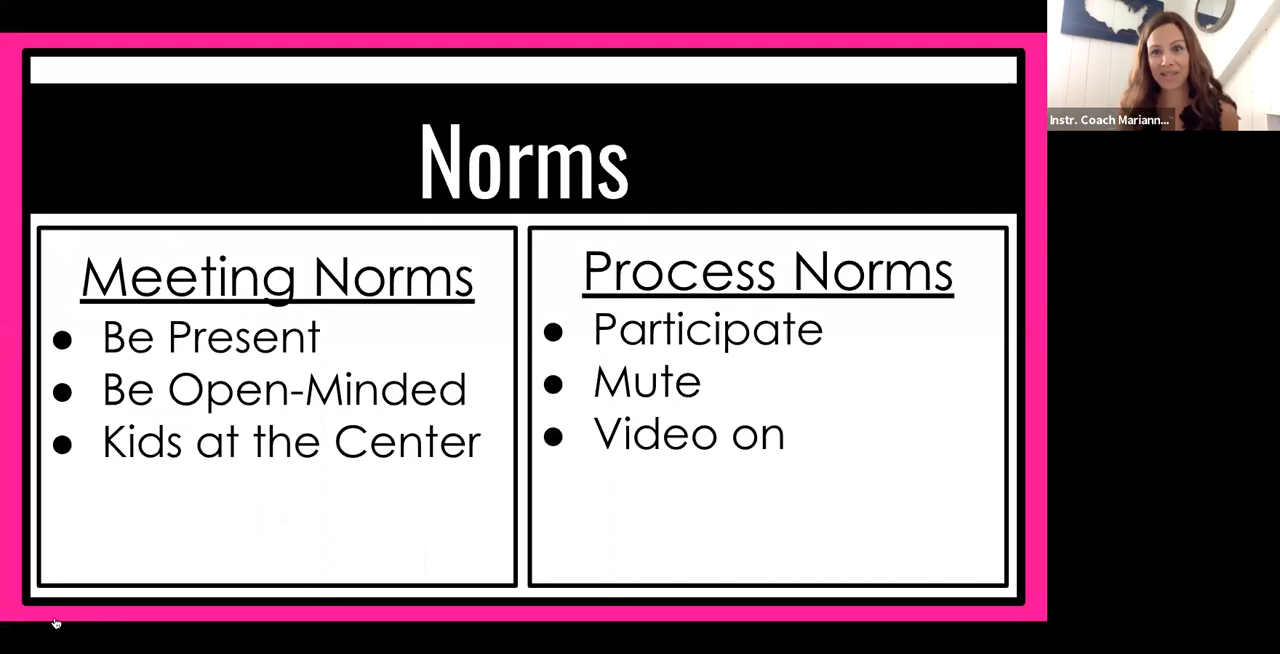 Norms
Meeting Norms
● Be Present
● Be Open-Minded
● Kids at the Center
Process Norms
● Participate
● Mute
● Video on
Instr. Coach Mariann...